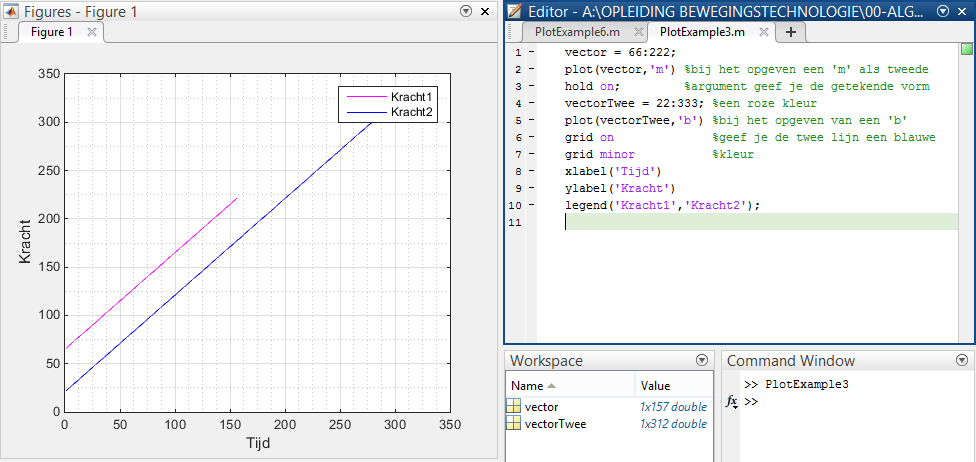 Figures - Figure 1
Figure 1
350
300
250
200
150
100
50
0
Kracht
Kracht1
Kracht2
0 50 100 150 200 250 300 350
Tijd
Editor - A:\OPLEIDING BEWEGINGSTECHNOLOGIE\00-ALG...
PlotExample6.m PlotExample3.m
1 - vector = 66:222;
2 - plot(vector,'m') %bij het opgeven een 'm' als tweede
3 - hold on; %argument geef je de getekende vorm
4 - vectorTwee = 22:333; %een roze kleur
5 - plot(vectorTwee,'b') %bij het opgeven van een 'b'
6 - grid on %geef je de twee lijn een blauwe
7 - grid minor %kleur
8 - xlabel('Tijd')
9 - ylabel('Kracht')
10 - legend('Kracht1','Kracht2');
11
Workspace
Name Value
vector 1x157 double
vectorTwee 1x312 double
Command Window
>> PlotExample3
fx >>